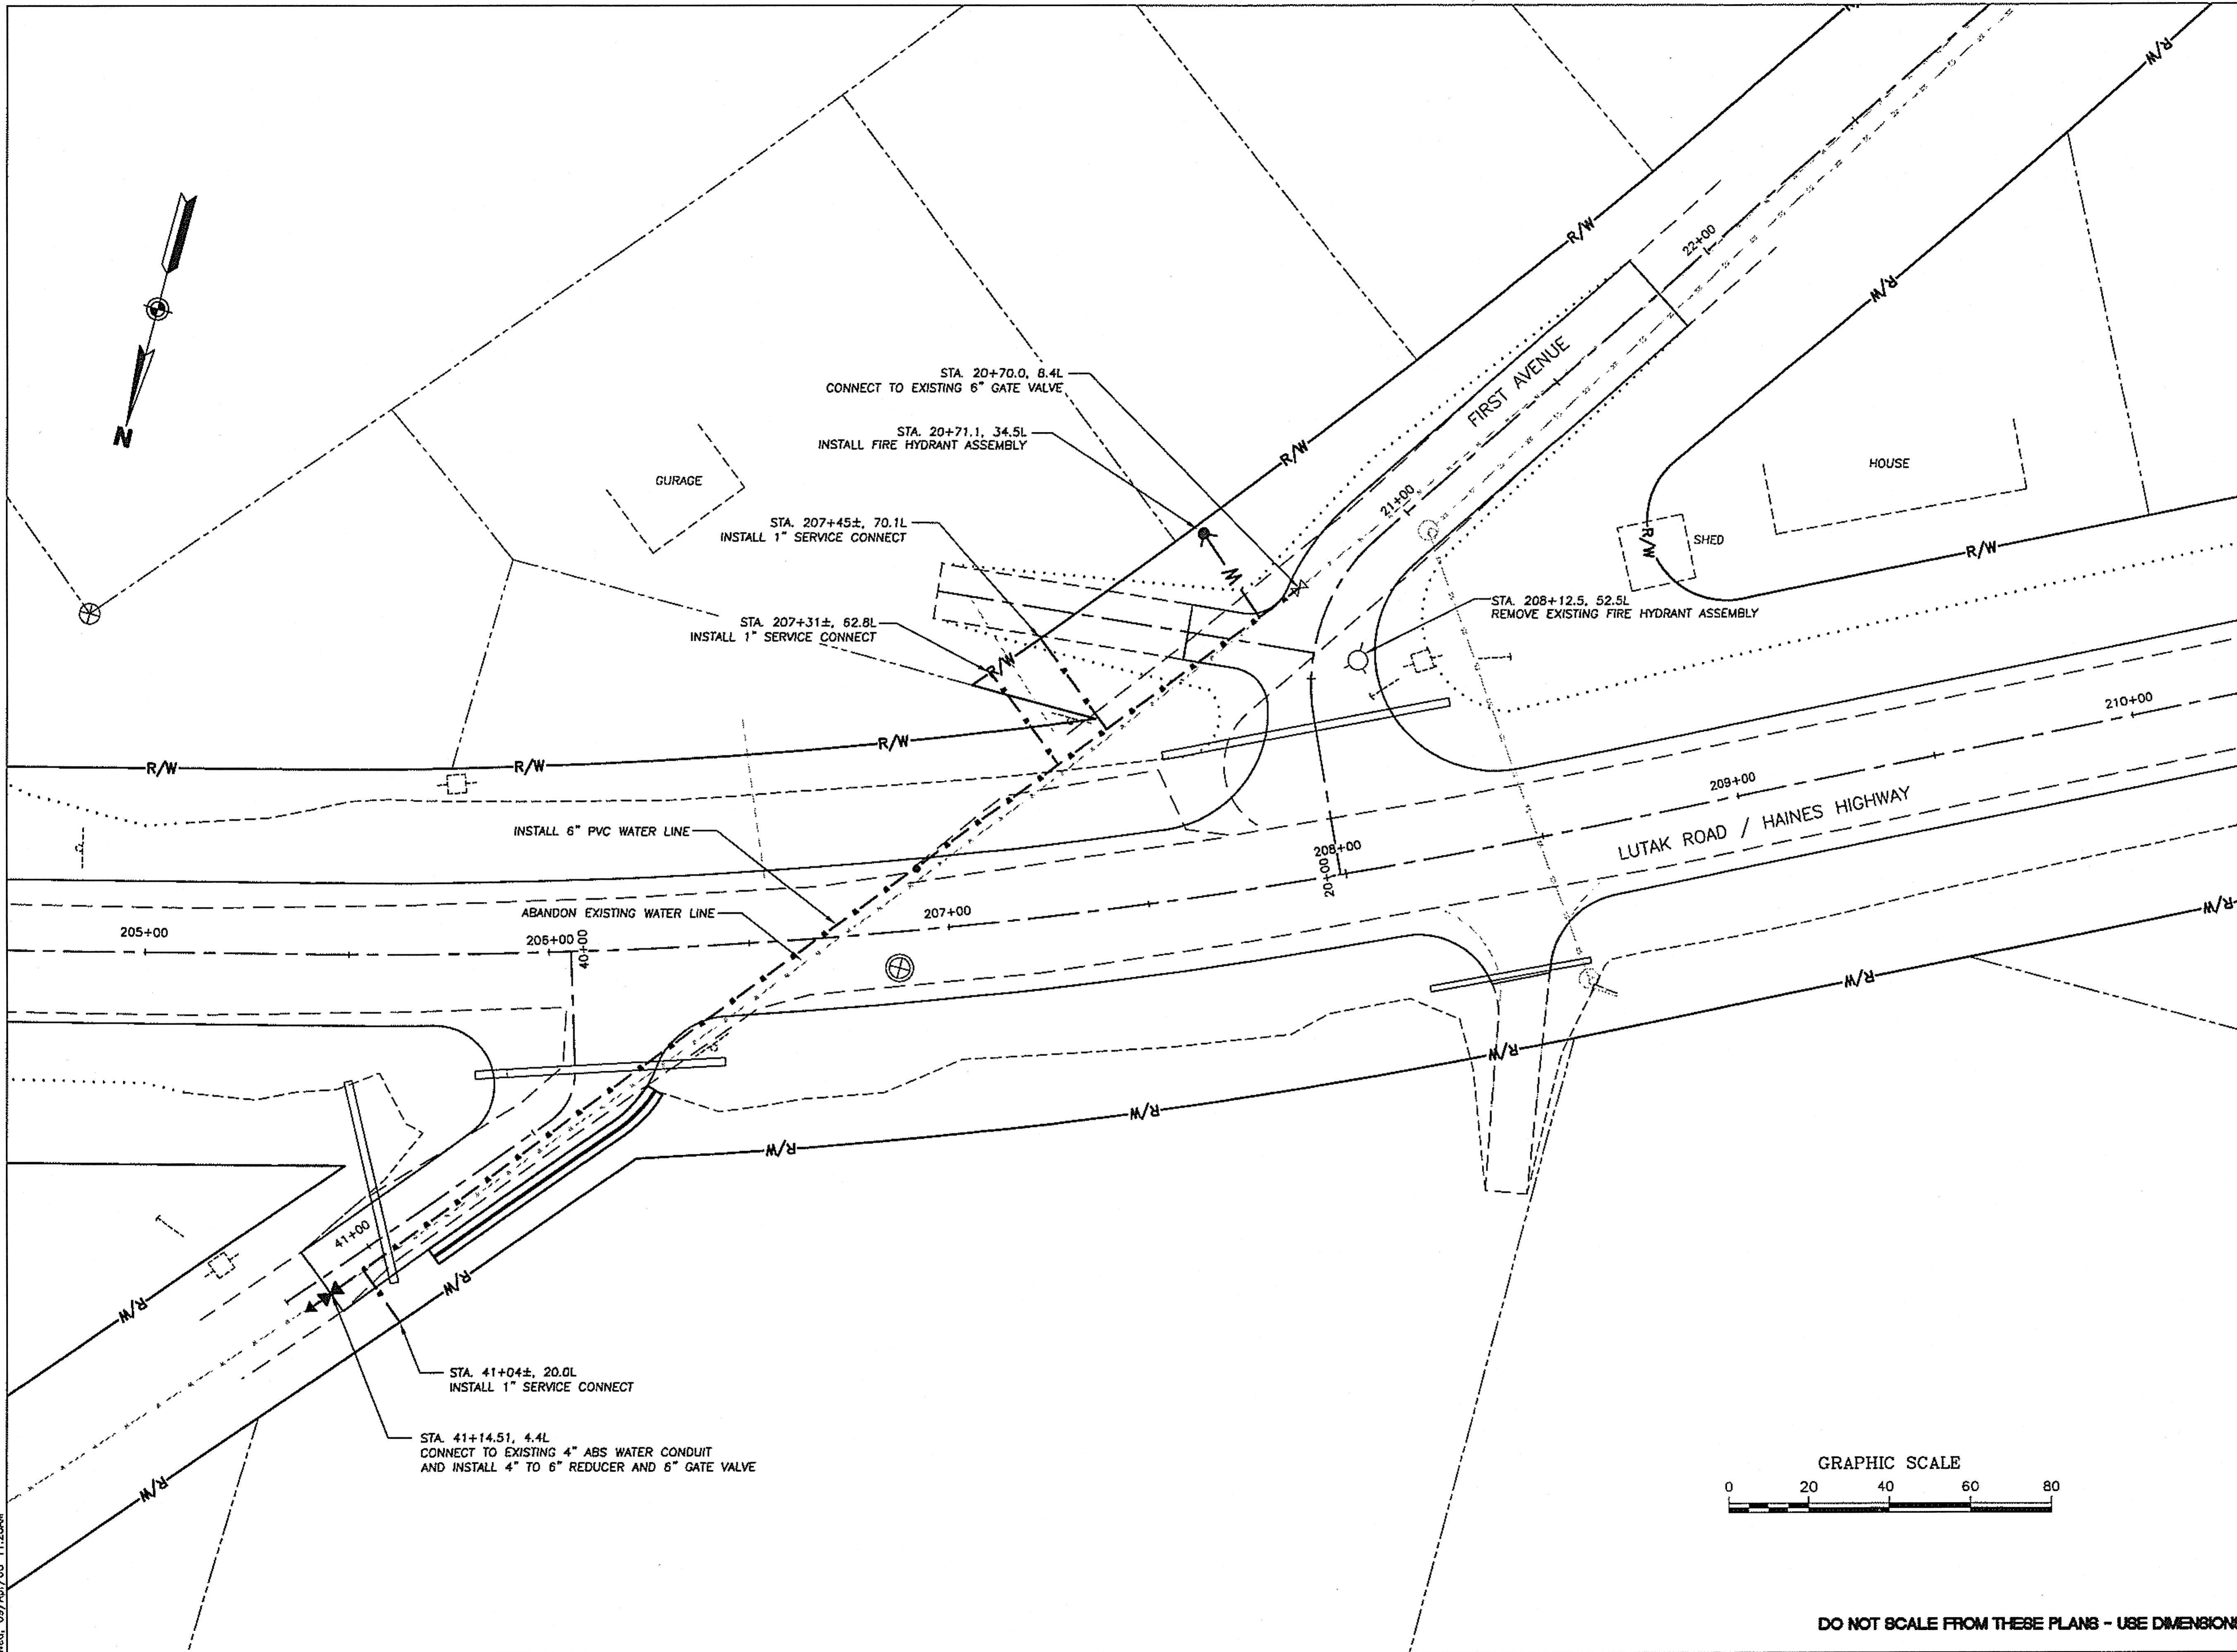 N
GURAGE
STA. 20+70.0, 8.4L
CONNECT TO EXISTING 6" GATE VALVE
STA. 20+71.1, 34.5L
INSTALL FIRE HYDRANT ASSEMBLY
STA. 207+45±, 70.1L
INSTALL 1" SERVICE CONNECT
STA. 207+31±, 62.8L
INSTALL 1" SERVICE CONNECT
R/W
R/W
R/W
R/W
R/W
R/W
R/W
W
FIRST AVENUE
22+00
21+00
HOUSE
SHED
R/W
R/W
R/W
STA. 208+12.5, 52.5L
REMOVE EXISTING FIRE HYDRANT ASSEMBLY
R/W
R/W
R/W
INSTALL 6" PVC WATER LINE
ABANDON EXISTING WATER LINE
205+00
206+00
40+00
207+00
208+00
20+00
209+00
210+00
LUTAK ROAD / HAINES HIGHWAY
R/W
R/W
R/W
R/W
R/W
41+00
R/W
STA. 41+04±, 20.0L
INSTALL 1" SERVICE CONNECT
STA. 41+14.51, 4.4L
CONNECT TO EXISTING 4" ABS WATER CONDUIT
AND INSTALL 4" TO 6" REDUCER AND 6" GATE VALVE
GRAPHIC SCALE
0 20 40 60 80
DO NOT SCALE FROM THESE PLANS - USE DIMENSIONS